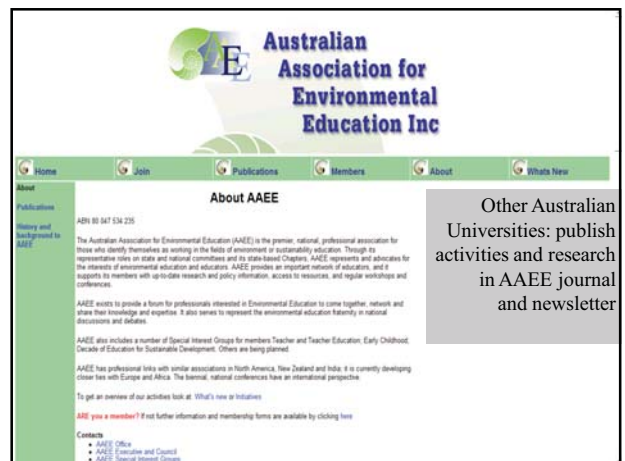 AEE
Australian
Association for
Environmental
Education Inc
Home Join Publications Members About Whats New
About
Publications
History and
background to
AAEE
About AAEE
ABN 80 847 534 235
The Australian Association for Environmental Education (AAEE) is the premier, national, professional association for
those who identify themselves as working in the fields of environment or sustainability education. Through its
representative roles on state and national committees and its state-based Chapters, AAEE represents and advocates for
the interests of environmental education and educators. AAEE provides an important network of educators, and it
supports its members with up-to-date research and policy information, access to resources, and regular workshops and
conferences.
AAEE exists to provide a forum for professionals interested in Environmental Education to come together, network and
share their knowledge and expertise. It also serves to represent the environmental education fraternity in national
discussions and debates.
AAEE also includes a number of Special Interest Groups for members Teacher and Teacher Education; Early Childhood;
Decade of Education for Sustainable Development. Others are being planned.
AAEE has professional links with similar associations in North America, New Zealand and India; it is currently developing
closer ties with Europe and Africa. The biennial, national conferences have an international perspective.
To get an overview of our activities look at What's new or Initiatives
ARE you a member? If not further information and membership forms are available by clicking here
Contacts
AAEE Office
AAEE Executive and Council
AAEE Special Interest Groups
Other Australian
Universities: publish
activities and research
in AAEE journal
and newsletter